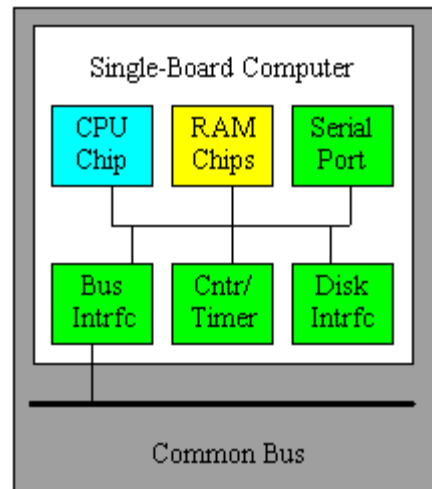 Single-Board Computer
CPU
Chip
RAM
Chips
Serial
Port
Bus
Intrfc
Cntr/
Timer
Disk
Intrfc
Common Bus